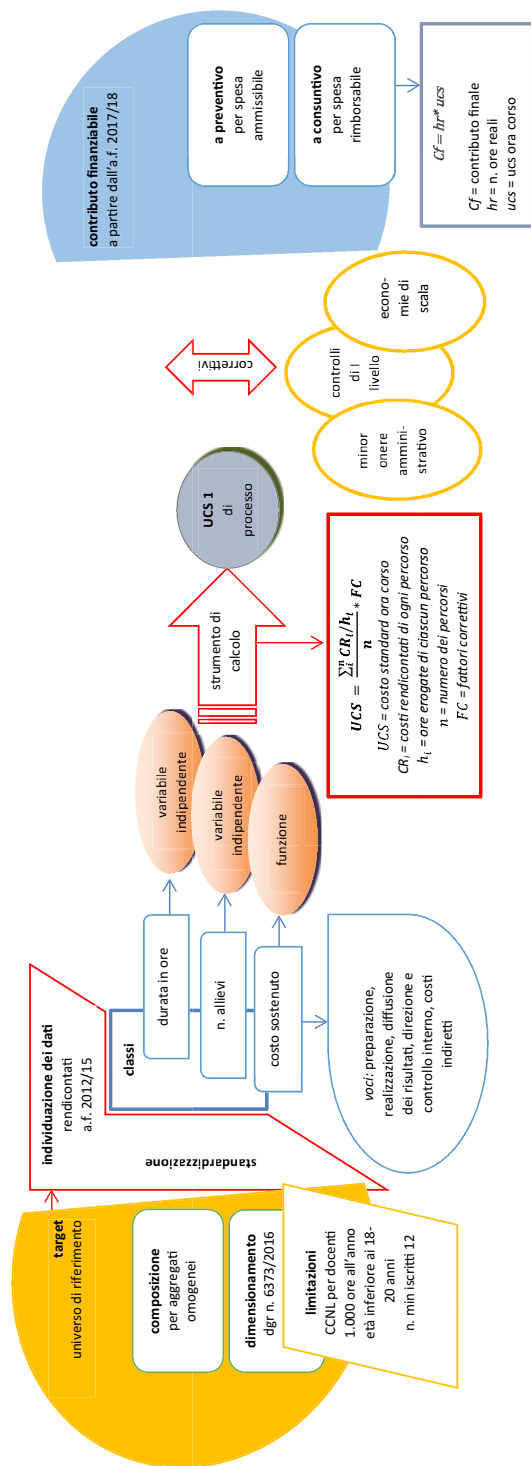 target
universo di riferimento
composizione
per aggregati
omogenei
dimensionamento
dgr n. 6373/2016
limitazioni
CCNL per docenti
1.000 ore all'anno
età inferiore ai 18-
20 anni
n. min iscritti 12
individuazione dei dati
rendicontati
a.f. 2012/15
standardizzazione
classi
durata in ore
n. allievi
costo sostenuto
voci: preparazione,
realizzazione, diffusione
dei risultati, direzione e
controllo interno, costi
indiretti
variabile
indipendente
variabile
indipendente
funzione
strumento di
calcolo
UCS = \frac{\sum_i^n CR_i/h_i}{n} * FC
UCS = costo standard ora corso
CRi = costi rendicontati di ogni percorso
hi = ore erogate di ciascun percorso
n = numero dei percorsi
FC = fattori correttivi
UCS 1
di
processo
correttivi
minor
onere
ammini-
strativo
controlli
di I
livello
econo-
mie di
scala
contributo finanziabile
a partire dall'a.f. 2017/18
a preventivo
per spesa
ammissibile
a consuntivo
per spesa
rimborsabile
Cf = hr* ucs
Cf = contributo finale
hr = n. ore reali
ucs = ucs ora corso